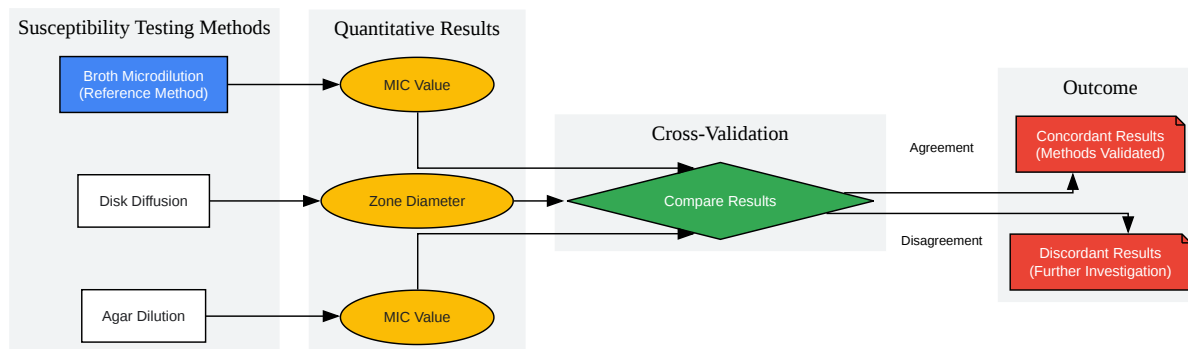 Susceptibility Testing Methods
Broth Microdilution
(Reference Method)
Disk Diffusion
Agar Dilution
Quantitative Results
MIC Value
Zone Diameter
MIC Value
Cross-Validation
Compare Results
Agreement
Disagreement
Outcome
Concordant Results
(Methods Validated)
Discordant Results
(Further Investigation)